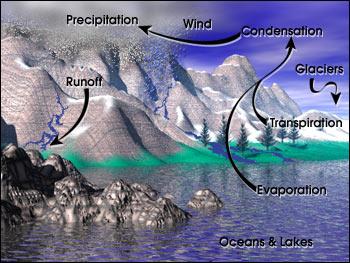 Precipitation
Wind
Condensation
Glaciers
Runoff
Transpiration
Evaporation
Oceans & Lakes